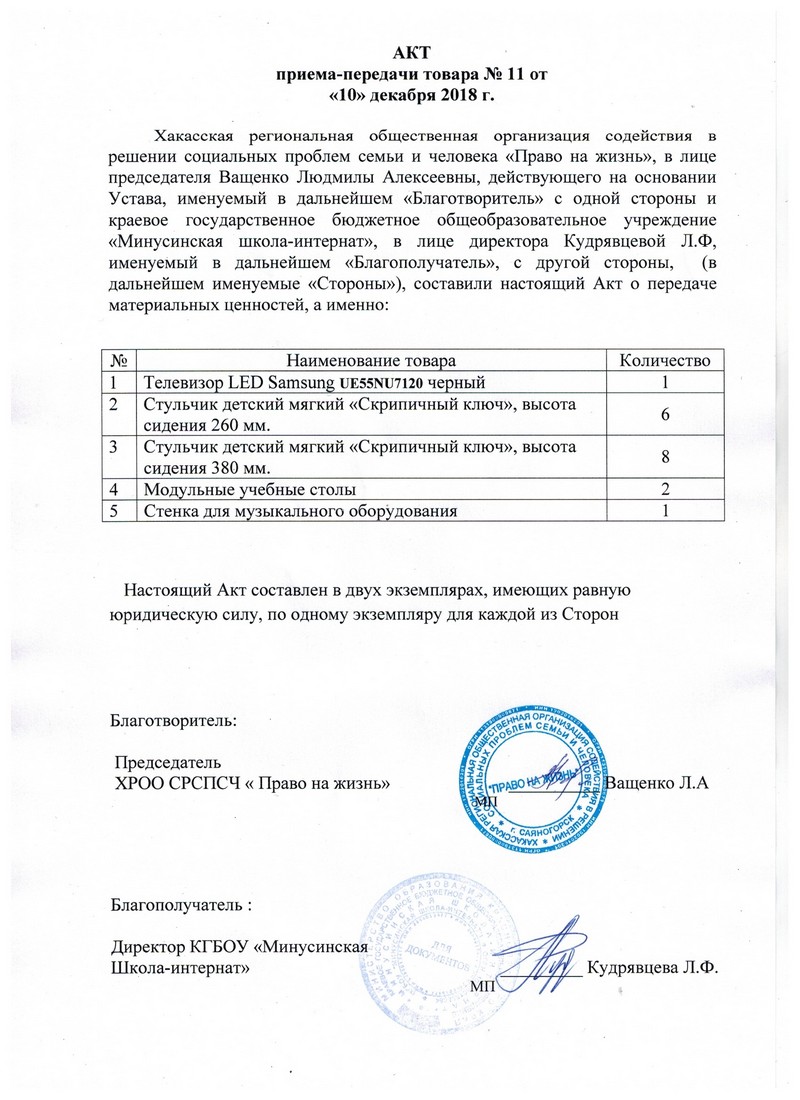 АКТ
приема-передачи товара № 11 от
«10» декабря 2018 г.
Хакасская региональная общественная организация содействия в
решении социальных проблем семьи и человека «Право на жизнь», в лице
председателя Ващенко Людмилы Алексеевны, действующего на основании
Устава, именуемый в дальнейшем «Благотворитель» с одной стороны и
краевое государственное бюджетное общеобразовательное учреждение
«Минусинская школа-интернат», в лице директора Кудрявцевой Л.Ф,
именуемый в дальнейшем «Благополучатель», с другой стороны, (в
дальнейшем именуемые «Стороны»), составили настоящий Акт о передаче
материальных ценностей, а именно:
№ Наименование товара Количество
1 Телевизор LED Samsung UE55NU7120 черный 1
2 Стульчик детский мягкий «Скрипичный ключ», высота
сидения 260 мм. 6
3 Стульчик детский мягкий «Скрипичный ключ», высота
сидения 380 мм. 8
4 Модульные учебные столы 2
5 Стенка для музыкального оборудования 1
Настоящий Акт составлен в двух экземплярах, имеющих равную
юридическую силу, по одному экземпляру для каждой из Сторон
Благотворитель:
Председатель
ХРОО СРСПСЧ « Право на жизнь» Ващенко Л.А
МП
ХАКАССКАЯ РЕГИОНАЛЬНАЯ ОБЩЕСТВЕННАЯ ОРГАНИЗАЦИЯ СОДЕЙСТВИЯ В РЕШЕНИИ
СОЦИАЛЬНЫХ ПРОБЛЕМ СЕМЬИ И ЧЕЛОВЕКА
"ПРАВО НА ЖИЗНЬ"
г. САЯНОГОРСК
Благополучатель :
Директор КГБОУ «Минусинская
Школа-интернат» Кудрявцева Л.Ф.
МП
ДЛЯ
ДОКУМЕНТОВ